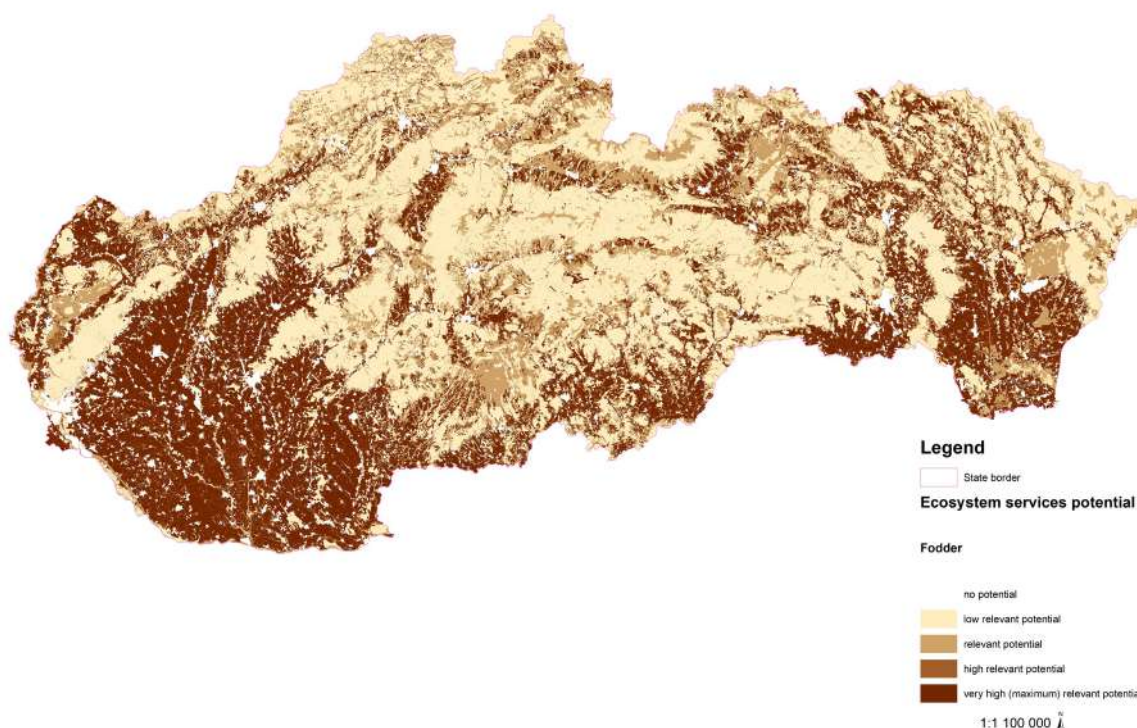 Legend
State border
Ecosystem services potential
Fodder
no potential
low relevant potential
relevant potential
high relevant potential
very high (maximum) relevant potential
1:1 100 000
N